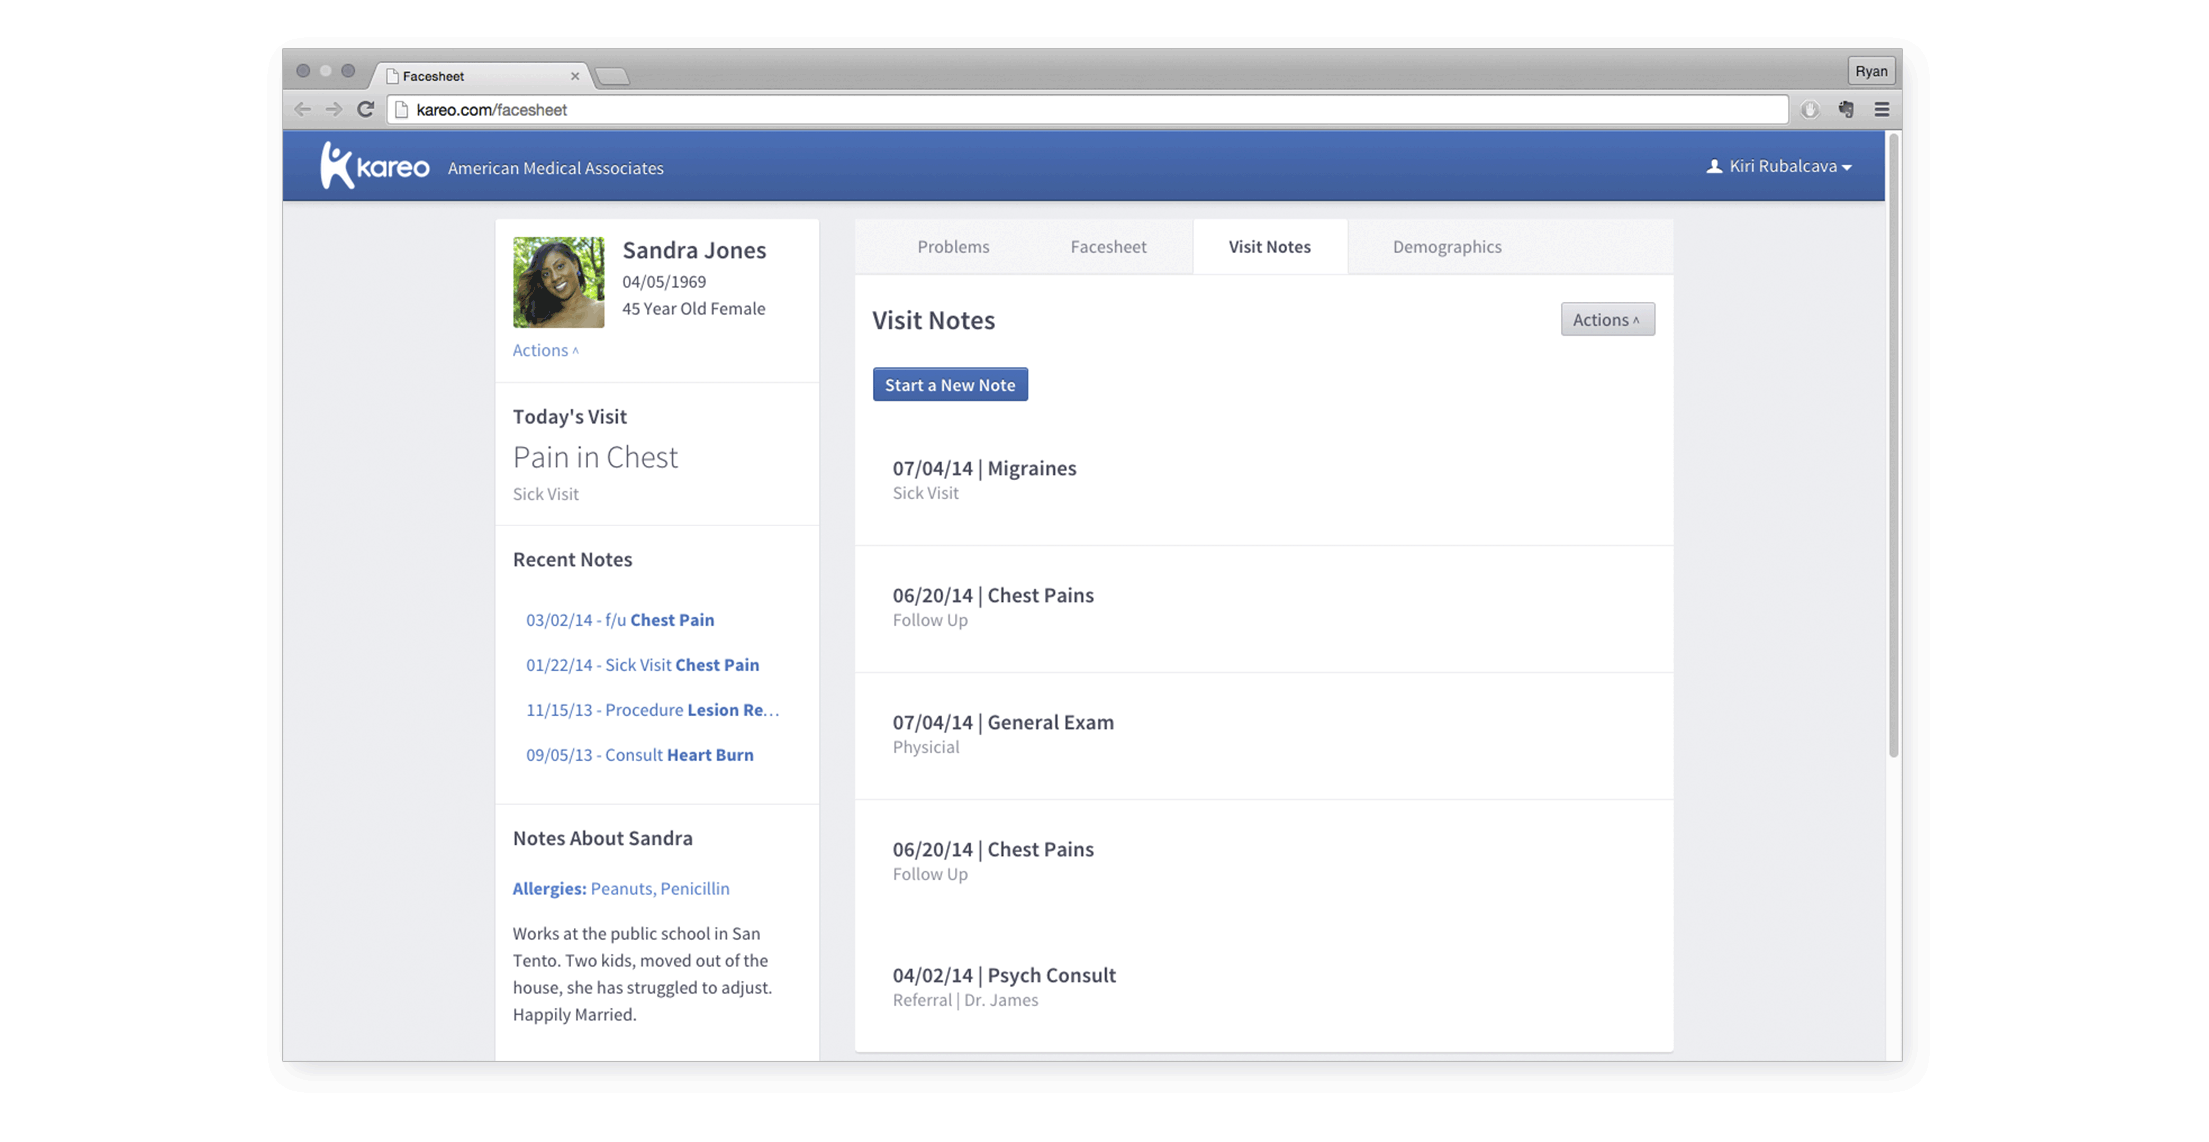 Facesheet
Ryan
kareo.com/facesheet
kareo American Medical Associates
Kiri Rubalcava
Sandra Jones
04/05/1969
45 Year Old Female
Actions ^
Today's Visit
Pain in Chest
Sick Visit
Recent Notes
03/02/14 - f/u Chest Pain
01/22/14 - Sick Visit Chest Pain
11/15/13 - Procedure Lesion Re…
09/05/13 - Consult Heart Burn
Notes About Sandra
Allergies: Peanuts, Penicillin
Works at the public school in San
Tento. Two kids, moved out of the
house, she has struggled to adjust.
Happily Married.
Problems Facesheet Visit Notes Demographics
Visit Notes
Actions ^
Start a New Note
07/04/14 | Migraines
Sick Visit
06/20/14 | Chest Pains
Follow Up
07/04/14 | General Exam
Physicial
06/20/14 | Chest Pains
Follow Up
04/02/14 | Psych Consult
Referral | Dr. James